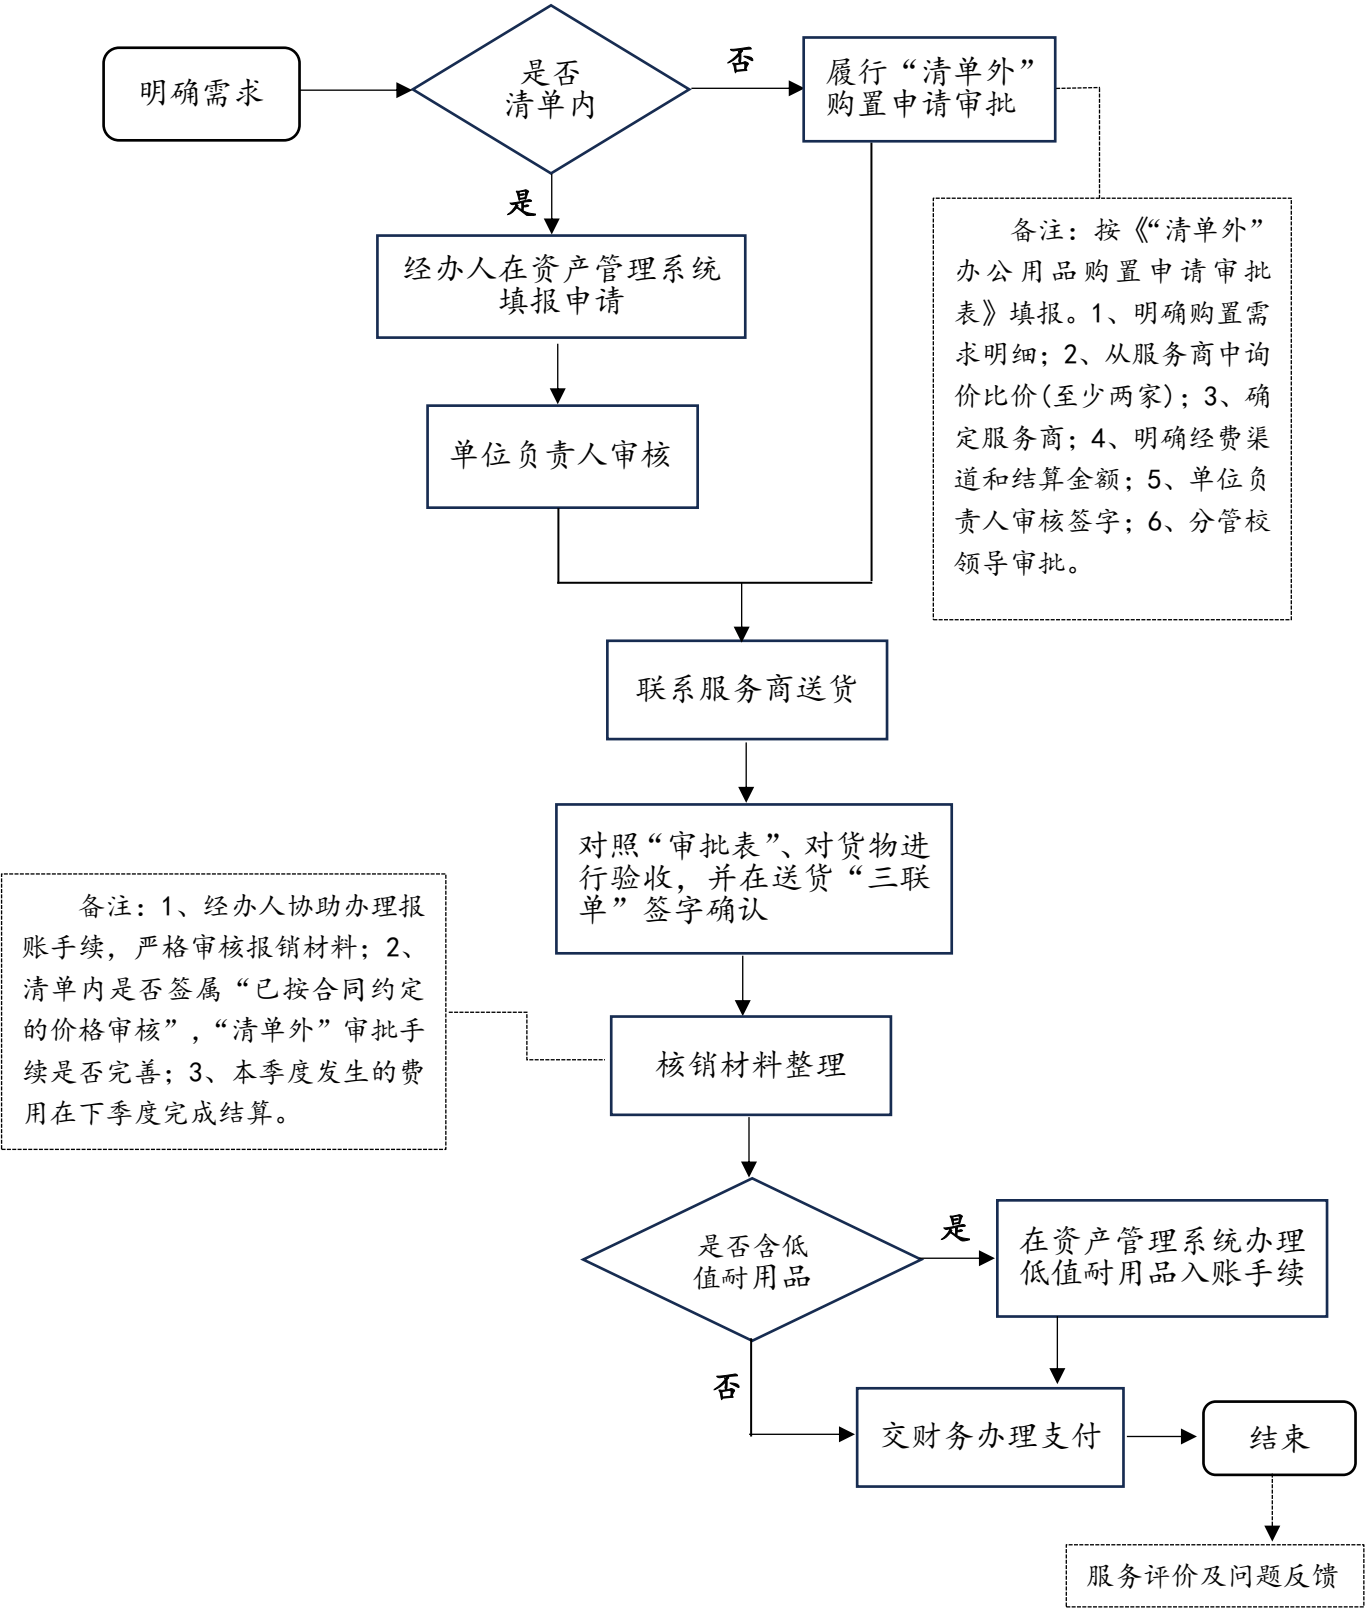 明确需求
是否
清单内
否
履行“清单外”
购置申请审批
是
经办人在资产管理系统
填报申请
备注：按《“清单外”
办公用品购置申请审批
表》填报。1、明确购置需
求明细；2、从服务商中询
价比价(至少两家)；3、确
定服务商；4、明确经费渠
道和结算金额；5、单位负
责人审核签字；6、分管校
领导审批。
单位负责人审核
联系服务商送货
对照“审批表”、对货物进
行验收，并在送货“三联
单”签字确认
备注：1、经办人协助办理报
账手续，严格审核报销材料；2、
清单内是否签属“已按合同约定
的价格审核”，“清单外”审批手
续是否完善；3、本季度发生的费
用在下季度完成结算。
核销材料整理
是否含低
值耐用品
是
在资产管理系统办理
低值耐用品入账手续
否
交财务办理支付
结束
服务评价及问题反馈